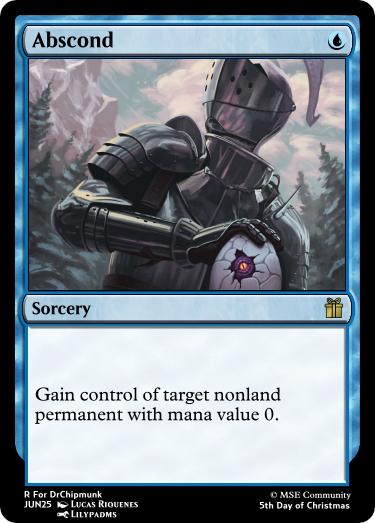 Abscond
Sorcery
Gain control of target nonland
permanent with mana value 0.
R For DrChipmunk
JUN25 Lucas Riquenes
Lilypadms
© MSE Community
5th Day of Christmas